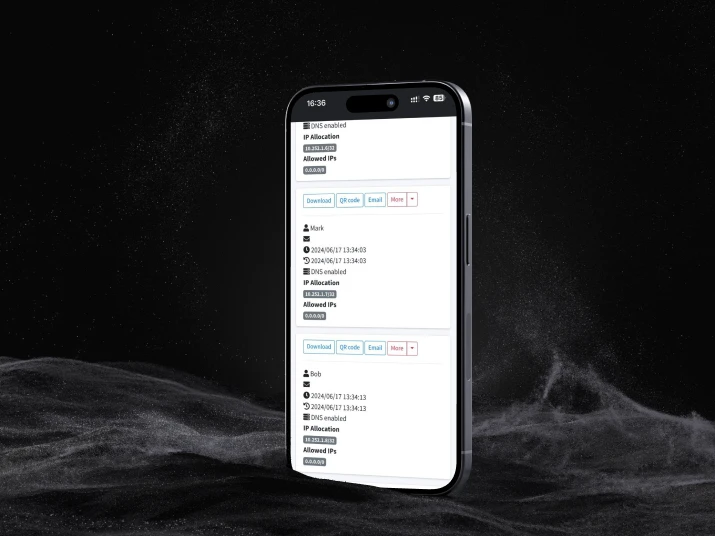 16:36
85
DNS enabled
IP Allocation
10.252.1.6/32
Allowed IPs
0.0.0.0/0
Download QR code Email More
Mark
2024/06/17 13:34:03
2024/06/17 13:34:03
DNS enabled
IP Allocation
10.252.1.7/32
Allowed IPs
0.0.0.0/0
Download QR code Email More
Bob
2024/06/17 13:34:13
2024/06/17 13:34:13
DNS enabled
IP Allocation
10.252.1.8/32
Allowed IPs
0.0.0.0/0